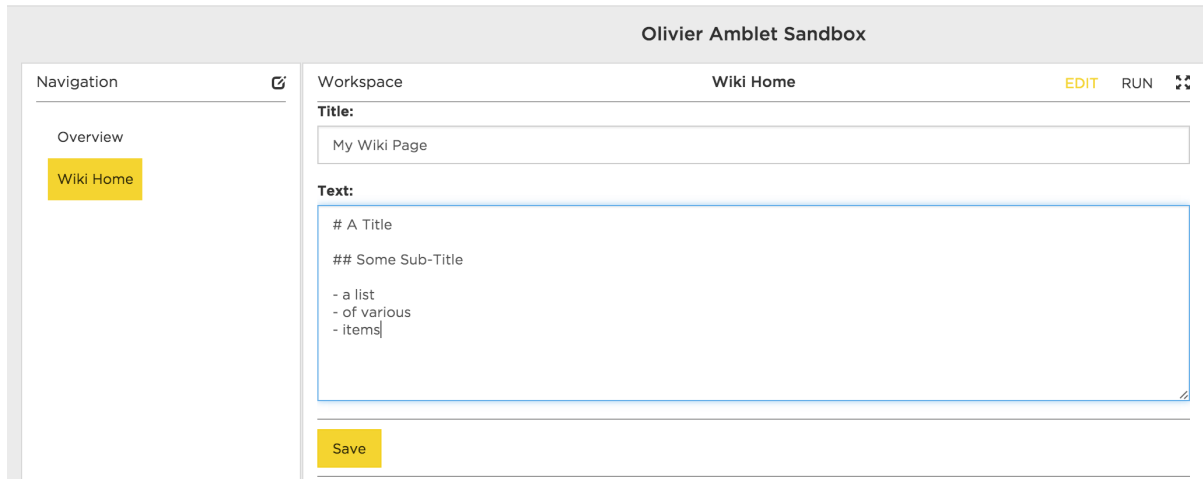 Olivier Amblet Sandbox
Navigation
Overview
Wiki Home
Workspace
Wiki Home
EDIT
RUN
Title:
My Wiki Page
Text:
# A Title
## Some Sub-Title
- a list
- of various
- items
Save